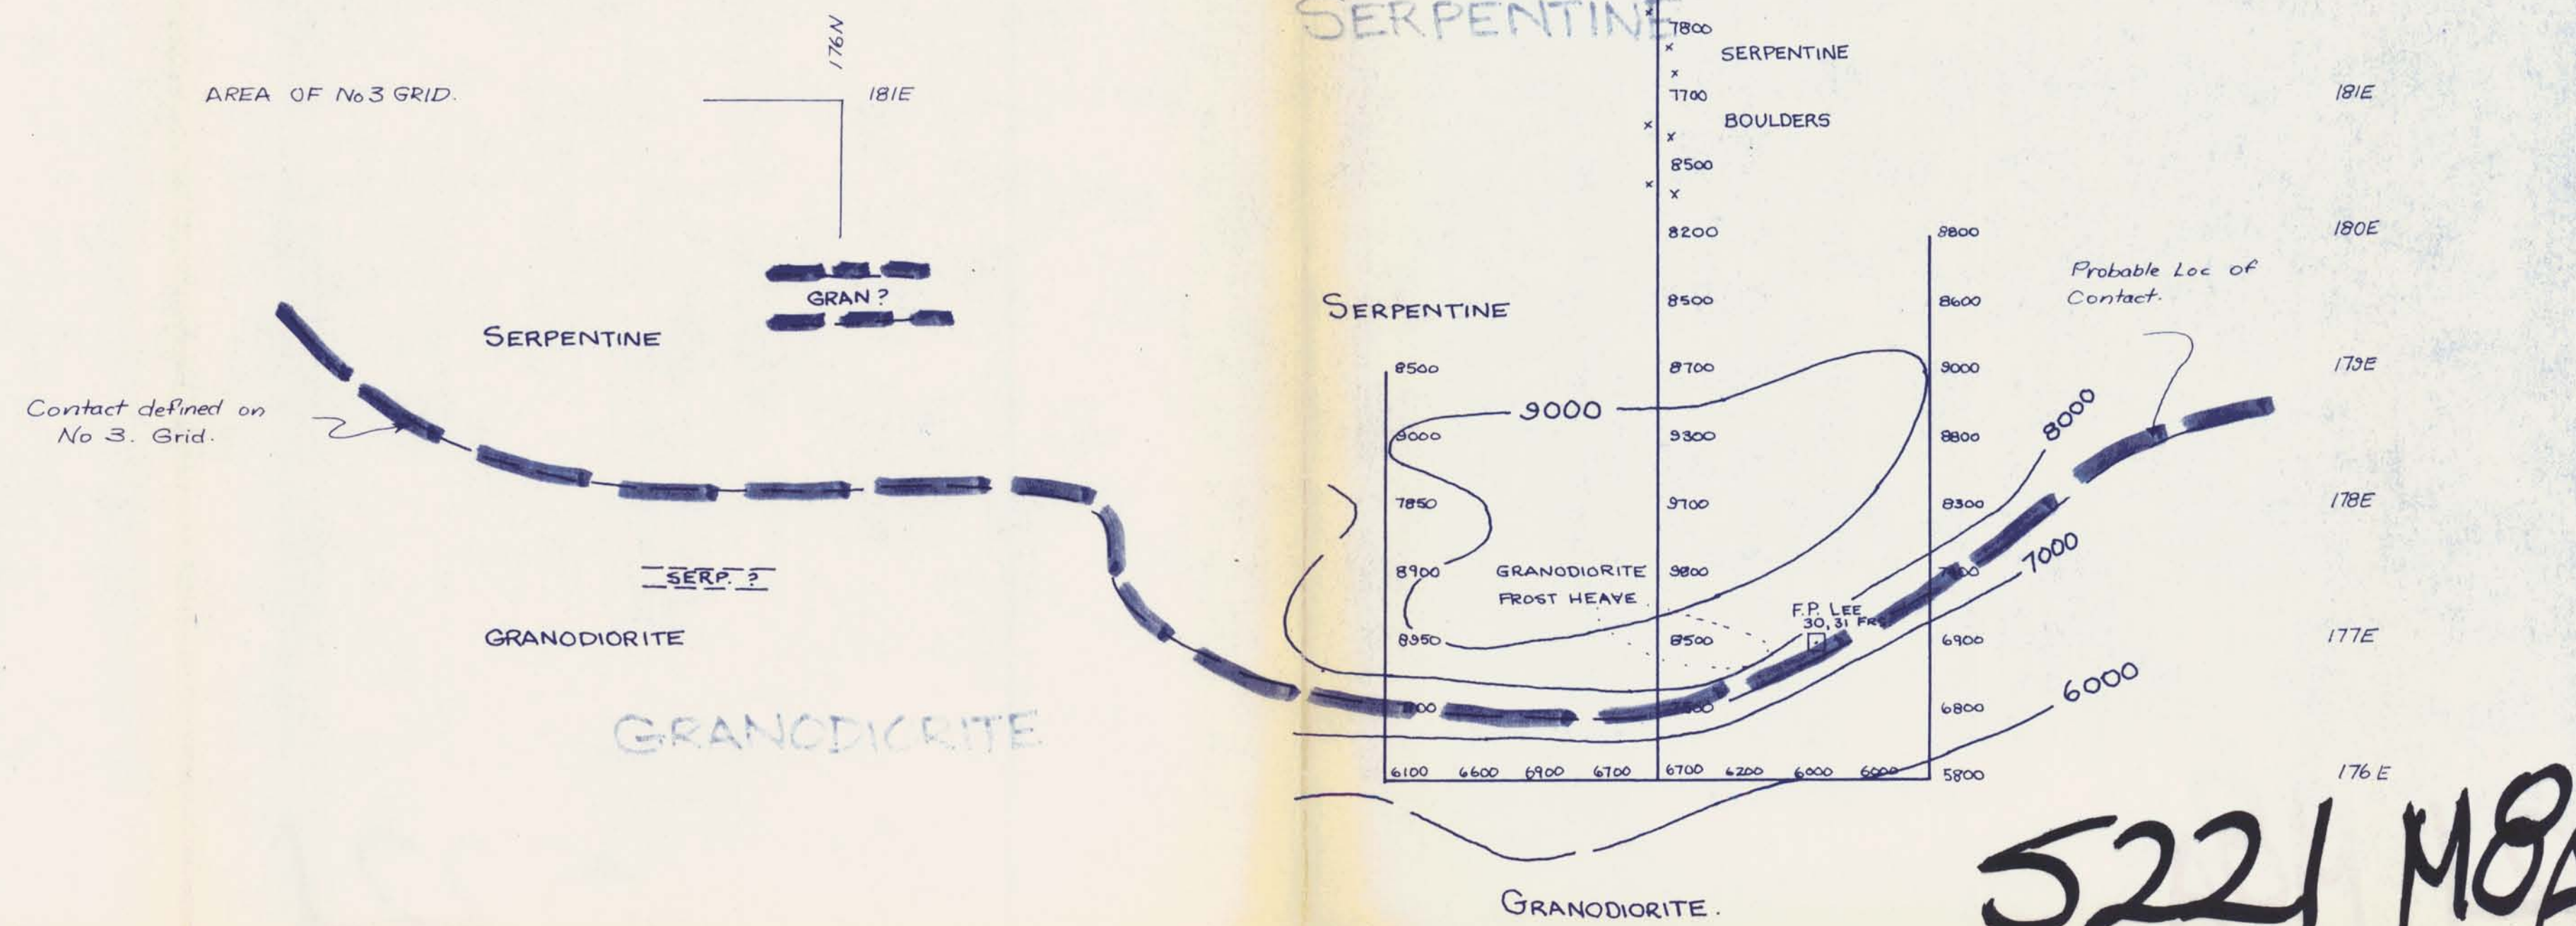 SERPENTINE
176N
AREA OF No3 GRID.
181E
GRAN ?
SERPENTINE
Contact defined on
No 3. Grid.
SERP. ?
GRANODIORITE
GRANODIORITE
7800
SERPENTINE
7700
BOULDERS
8500
8200
8500
8700
9300
9700
9800
8500
SERPENTINE
8500
9000
7850
8900
8950
9000
GRANODIORITE
FROST HEAVE
F.P. LEE
30, 31 FRS
8800
8600
9000
8800
8300
6900
6800
5800
6100 6600 6900 6700 6700 6200 6000 6000
8000
7000
6000
Probable Loc of
Contact.
181E
180E
179E
178E
177E
176 E
GRANODIORITE.
5221 M8